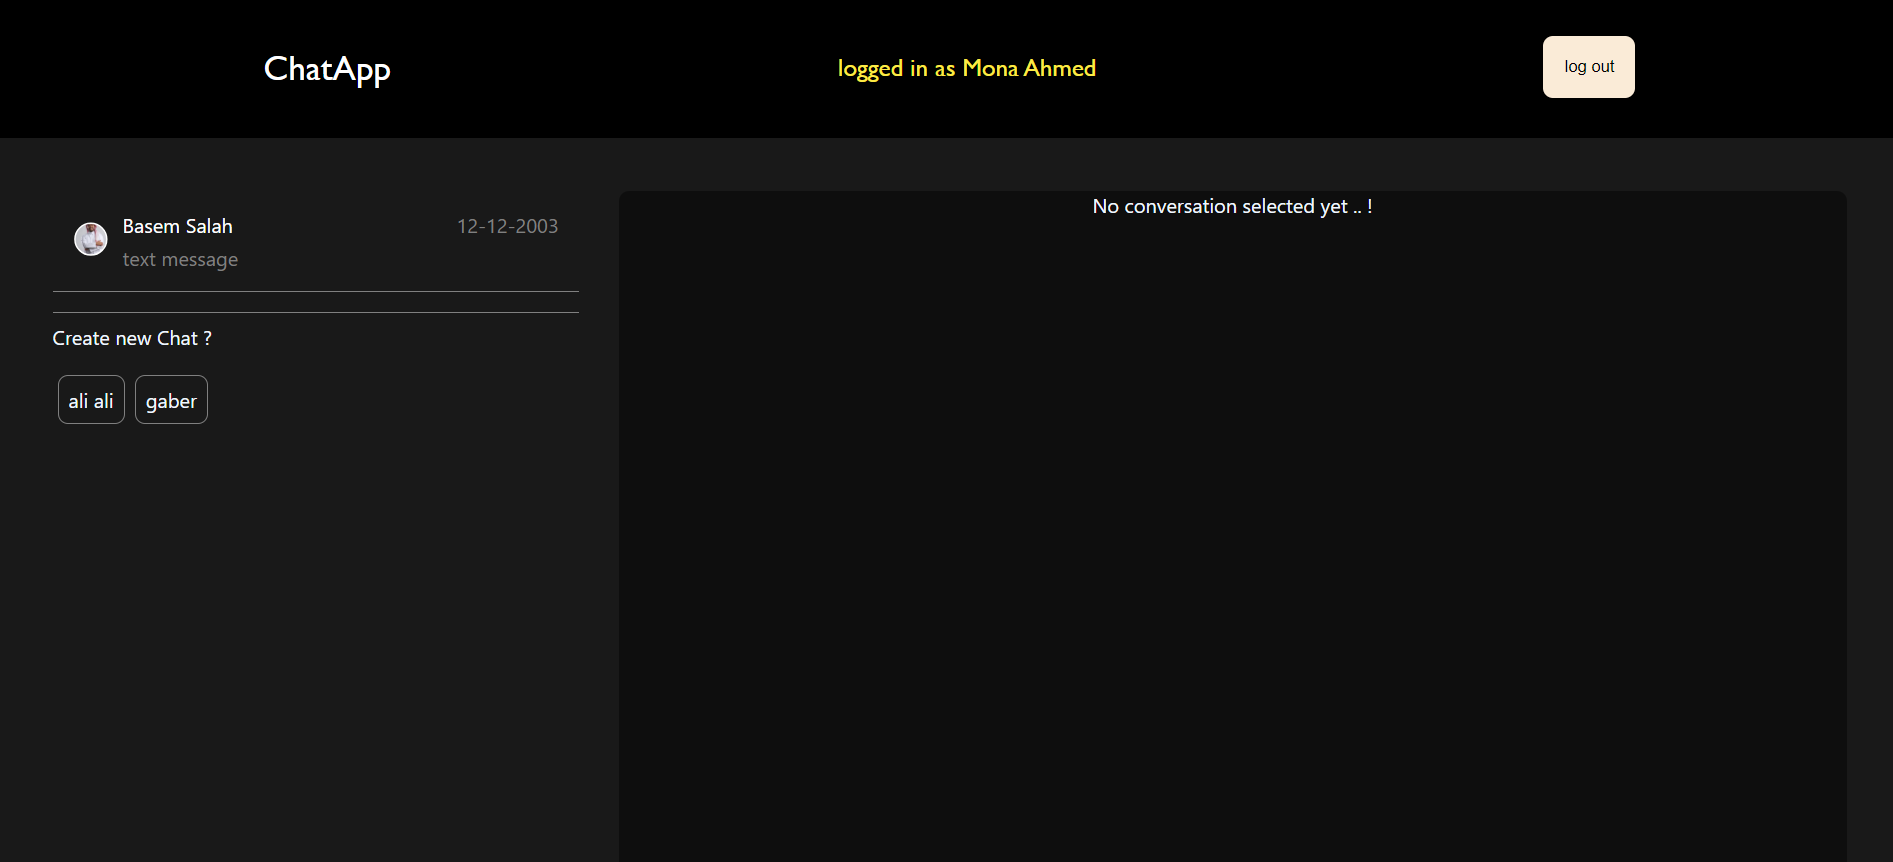 ChatApp
logged in as Mona Ahmed
log out
Basem Salah
12-12-2003
text message
Create new Chat ?
ali ali
gaber
No conversation selected yet .. !